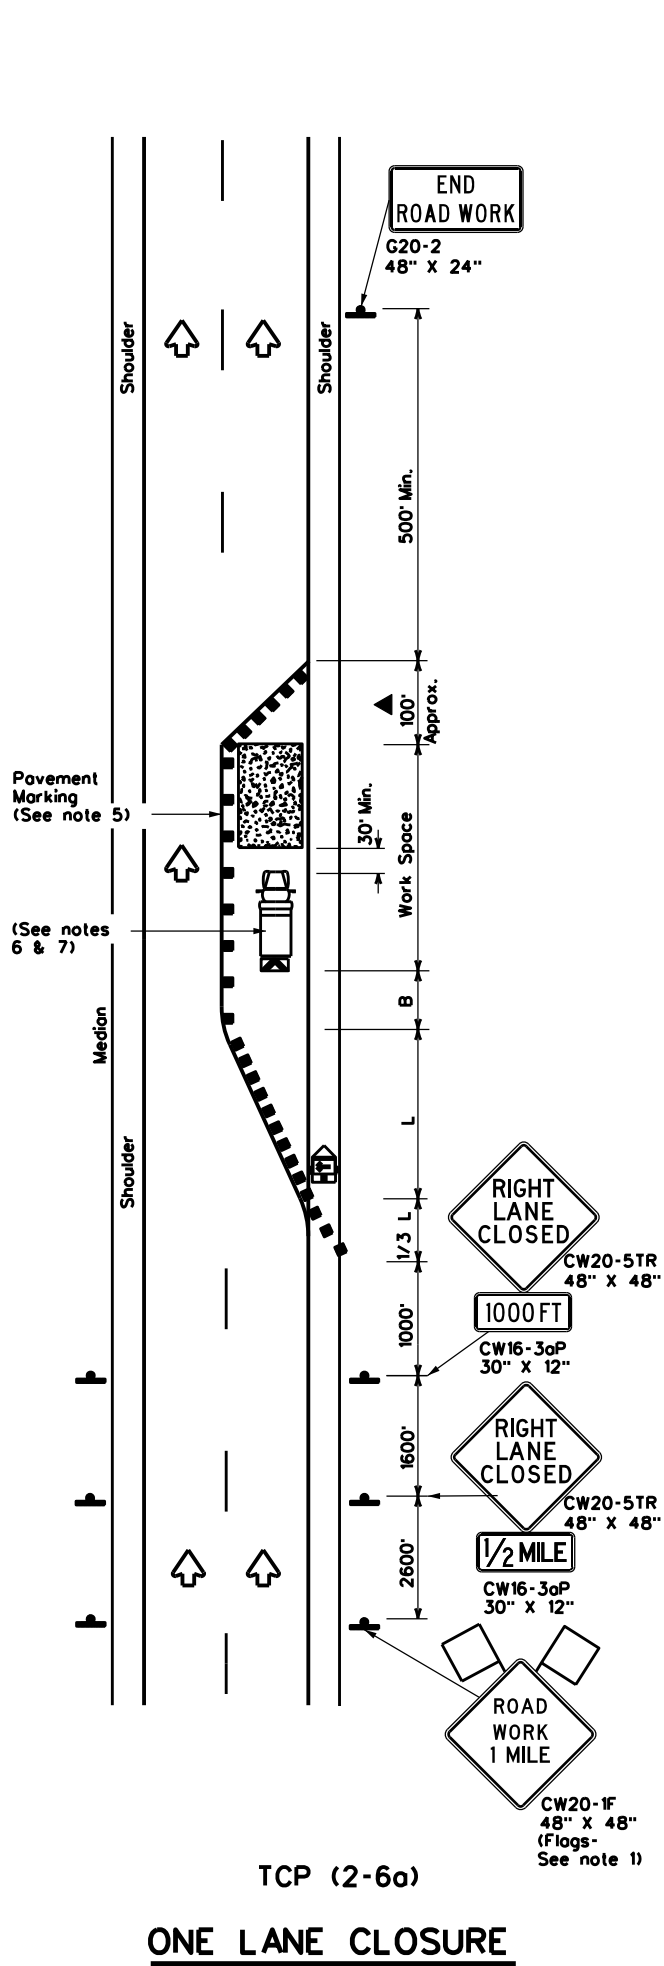 END
ROAD WORK
G20-2
48" X 24"
Shoulder
Shoulder
500' Min.
100'
Approx.
Pavement
Marking
(See note 5)
30' Min.
Work Space
(See notes
6 & 7)
B
Median
L
Shoulder
RIGHT
LANE
CLOSED
1/3 L
CW20-5TR
48" X 48"
1000 FT
1000'
CW16-3aP
30" X 12"
RIGHT
LANE
CLOSED
1600'
CW20-5TR
48" X 48"
1/2 MILE
2600'
CW16-3aP
30" X 12"
ROAD
WORK
1 MILE
CW20-1F
48" X 48"
(Flags-
See note 1)
TCP (2-6a)
ONE LANE CLOSURE